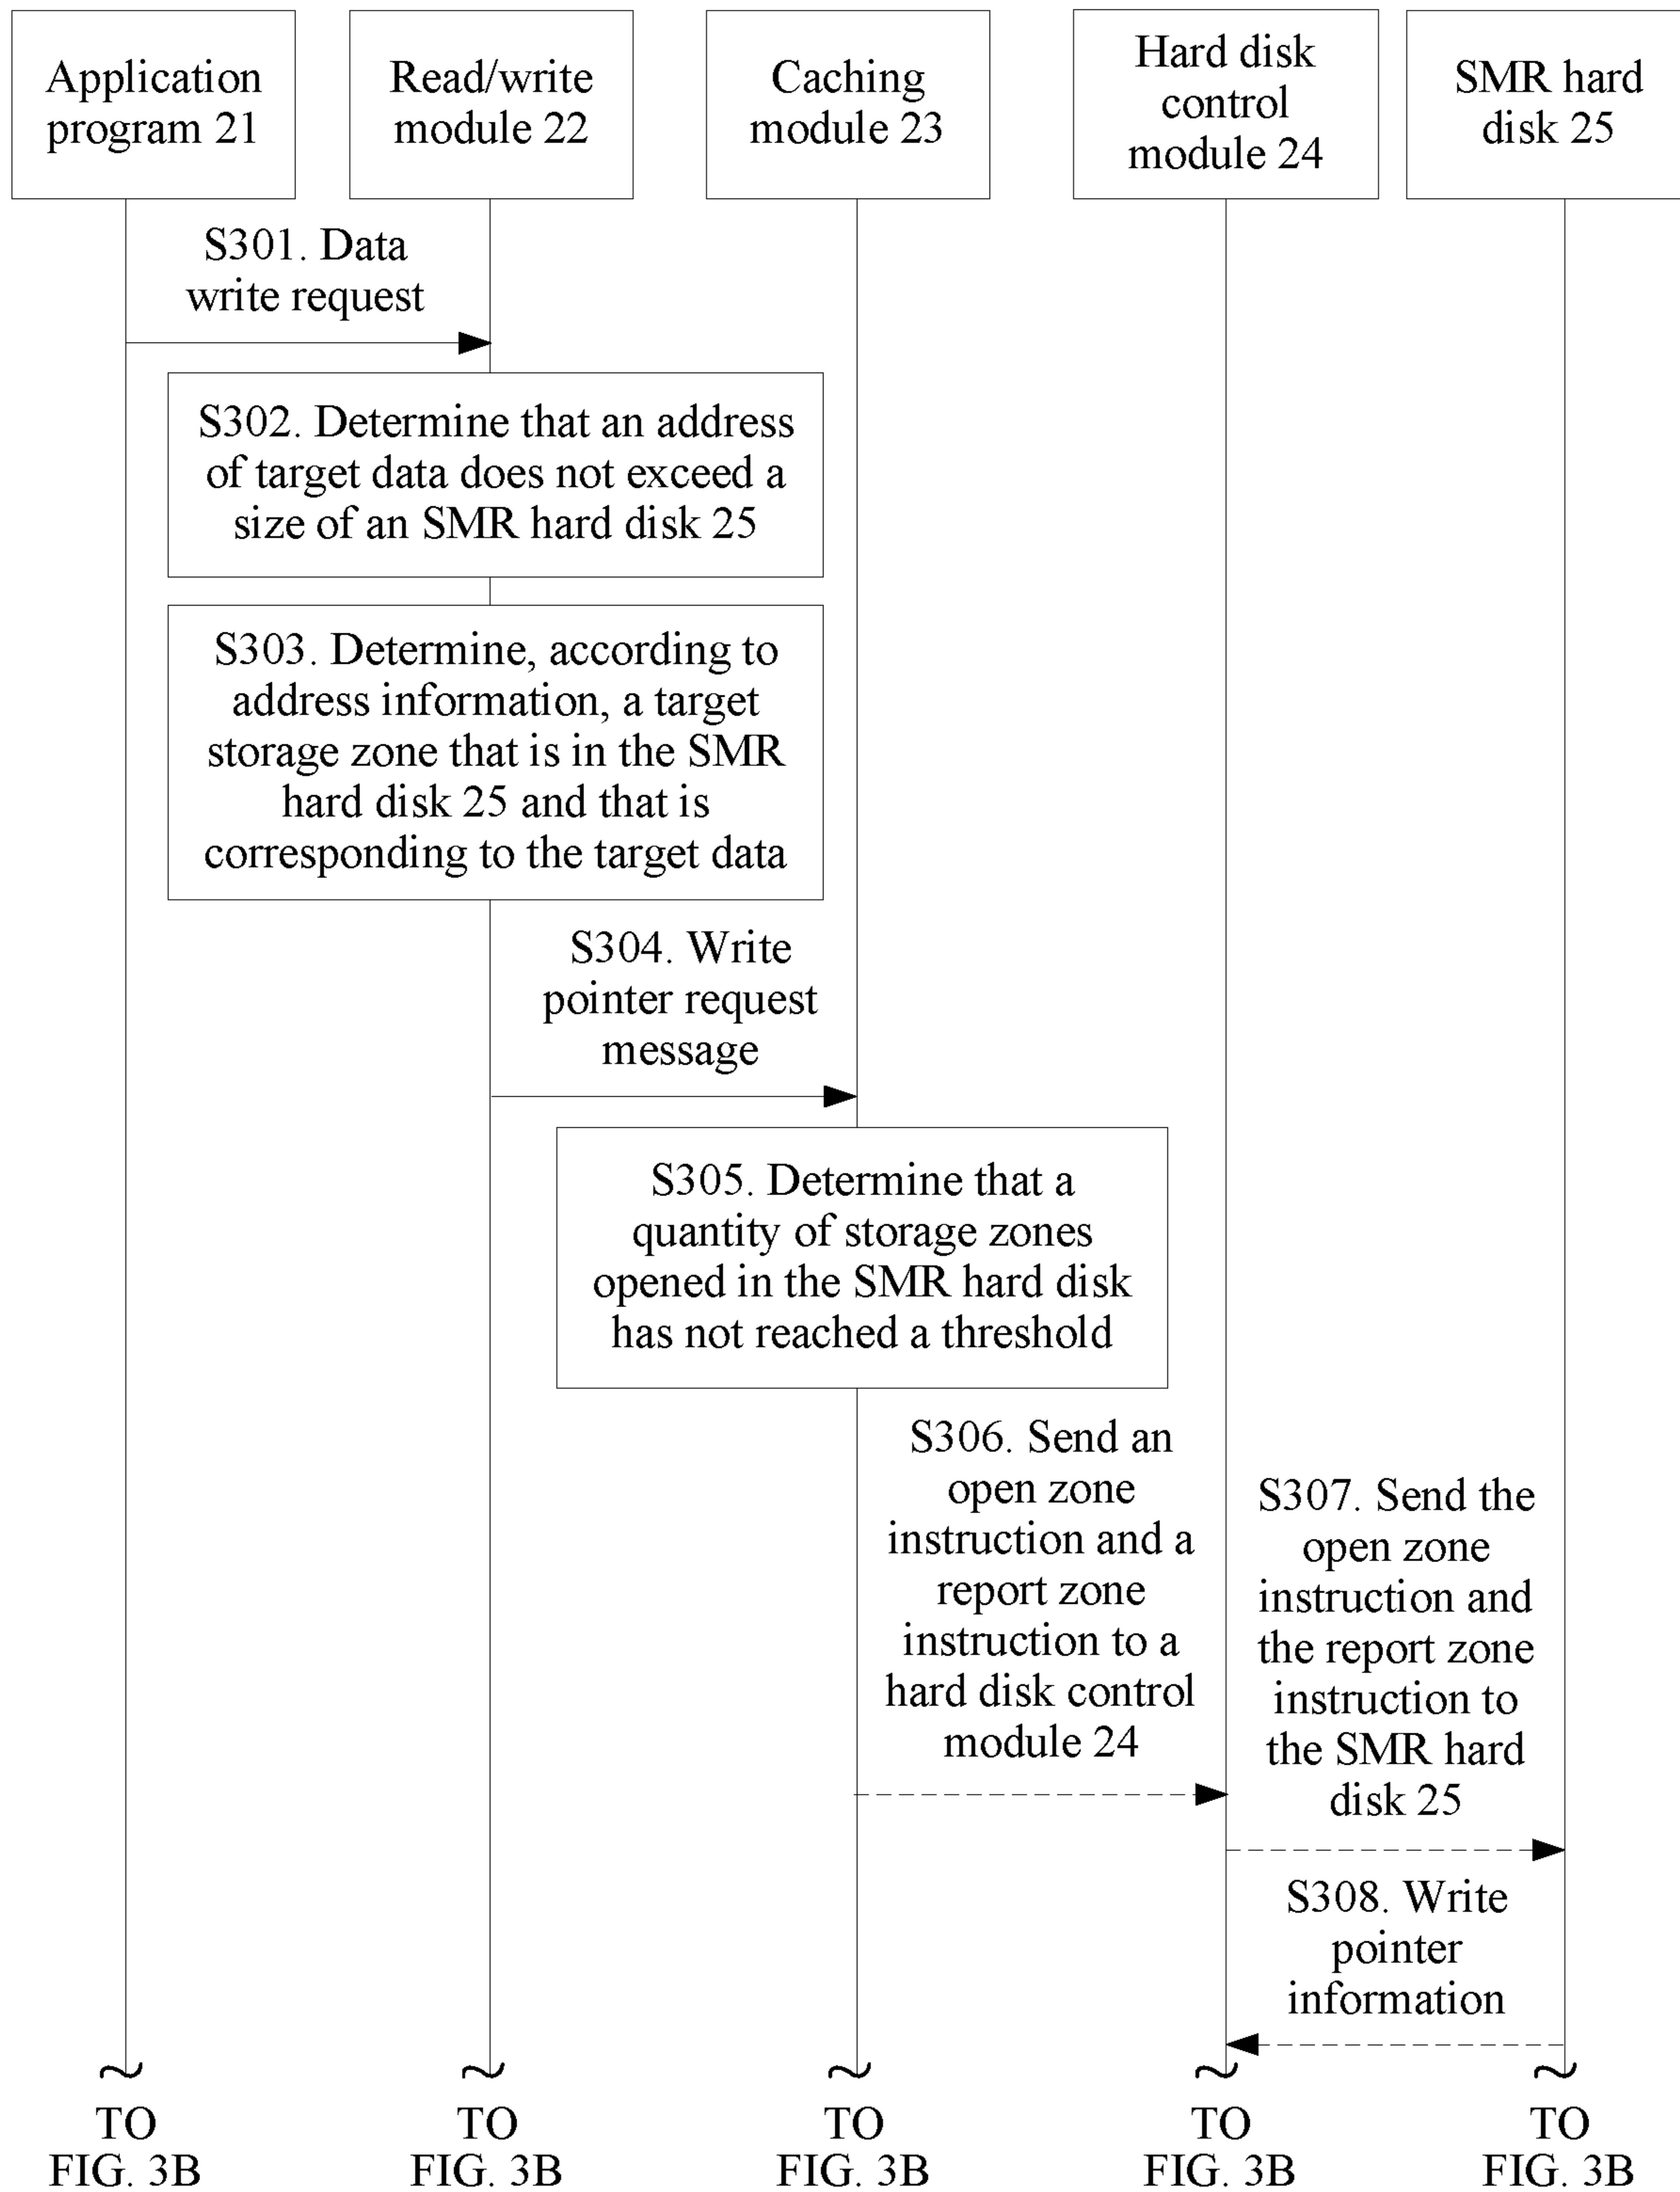 Application
program 21
Read/write
module 22
Caching
module 23
Hard disk
control
module 24
SMR hard
disk 25
S301. Data
write request
S302. Determine that an address
of target data does not exceed a
size of an SMR hard disk 25
S303. Determine, according to
address information, a target
storage zone that is in the SMR
hard disk 25 and that is
corresponding to the target data
S304. Write
pointer request
message
S305. Determine that a
quantity of storage zones
opened in the SMR hard disk
has not reached a threshold
S306. Send an
open zone
instruction and a
report zone
instruction to a
hard disk control
module 24
S307. Send the
open zone
instruction and
the report zone
instruction to
the SMR hard
disk 25
S308. Write
pointer
information
TO
FIG. 3B
TO
FIG. 3B
TO
FIG. 3B
TO
FIG. 3B
TO
FIG. 3B